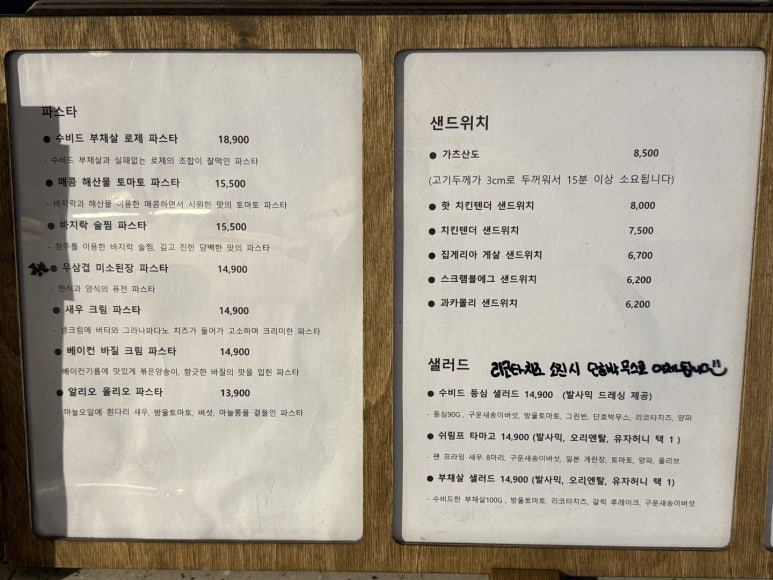 파스타
● 수비드 부채살 로제 파스타 18,900
- 수비드 부채살과 실패없는 로제의 조합이 잘먹인 파스타
● 매콤 해산물 토마토 파스타 15,500
- 바지락과 해산물 이용한 매콤하면서 시원한 맛의 토마토 파스타
● 바지락 술찜 파스타 15,500
- 청주를 이용한 바지락 술찜, 깊고 진한 담백한 맛의 파스타
● 우삼겹 미소된장 파스타 14,900
- 한식과 양식의 퓨전 파스타
● 새우 크림 파스타 14,900
- 생크림에 버터와 그라나파다노 치즈가 들어가 고소하며 크리미한 파스타
● 베이컨 바질 크림 파스타 14,900
- 베이컨기름에 맛있게 볶은양송이, 향긋한 바질의 맛을 입힌 파스타
● 알리오 올리오 파스타 13,900
- 마늘오일에 흰다리 새우, 방울토마토, 버섯, 마늘쫑을 곁들인 파스타
샌드위치
● 가츠산도 8,500
(고기두께가 3cm로 두꺼워서 15분 이상 소요됩니다)
● 핫 치킨텐더 샌드위치 8,000
● 치킨텐더 샌드위치 7,500
● 집게리아 게살 샌드위치 6,700
● 스크램블에그 샌드위치 6,200
● 과카몰리 샌드위치 6,200
샐러드 리코타치즈 소진시 단호박무스로 대체됩니다
● 수비드 등심 샐러드 14,900 (발사믹 드레싱 제공)
- 등심90G , 구운새송이버섯, 방울토마토, 그린빈, 단호박무스, 리코타치즈, 양파
● 쉬림프 타마고 14,900 (발사믹, 오리엔탈, 유자허니 택 1 )
- 팬 프라잉 새우 8마리, 구운새송이버섯, 일본 계란장, 토마토, 양파, 올리브
● 부채살 샐러드 14,900 (발사믹, 오리엔탈, 유자허니 택 1)
- 수비드한 부채살100G , 방울토마토, 리코타치즈, 갈릭 후레이크, 구운새송이버섯